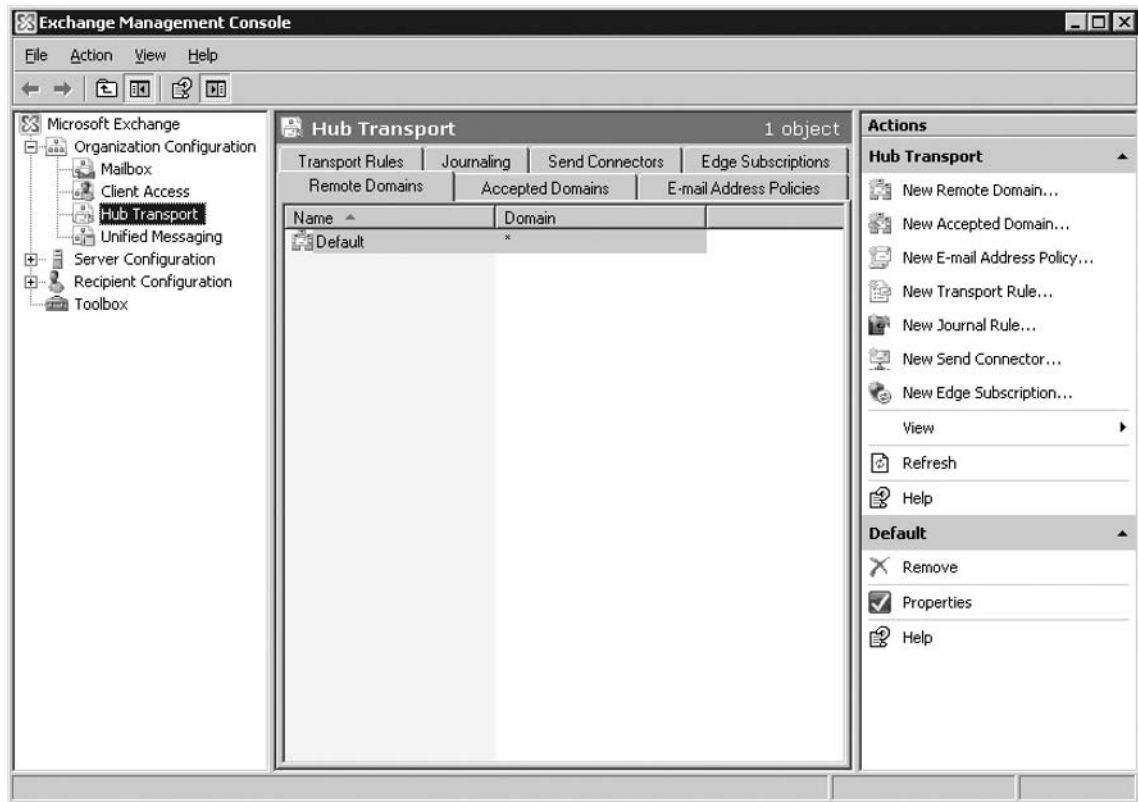 Exchange Management Console
File Action View Help
Microsoft Exchange
Organization Configuration
Mailbox
Client Access
Hub Transport
Unified Messaging
Server Configuration
Recipient Configuration
Toolbox
Hub Transport 1 object
Transport Rules Journaling Send Connectors Edge Subscriptions
Remote Domains Accepted Domains E-mail Address Policies
Name Domain
Default *
Actions
Hub Transport
New Remote Domain...
New Accepted Domain...
New E-mail Address Policy...
New Transport Rule...
New Journal Rule...
New Send Connector...
New Edge Subscription...
View
Refresh
Help
Default
Remove
Properties
Help